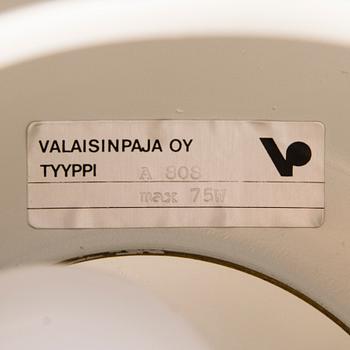 VALAISINPAJA OY
TYYPPI A 808
max 75W